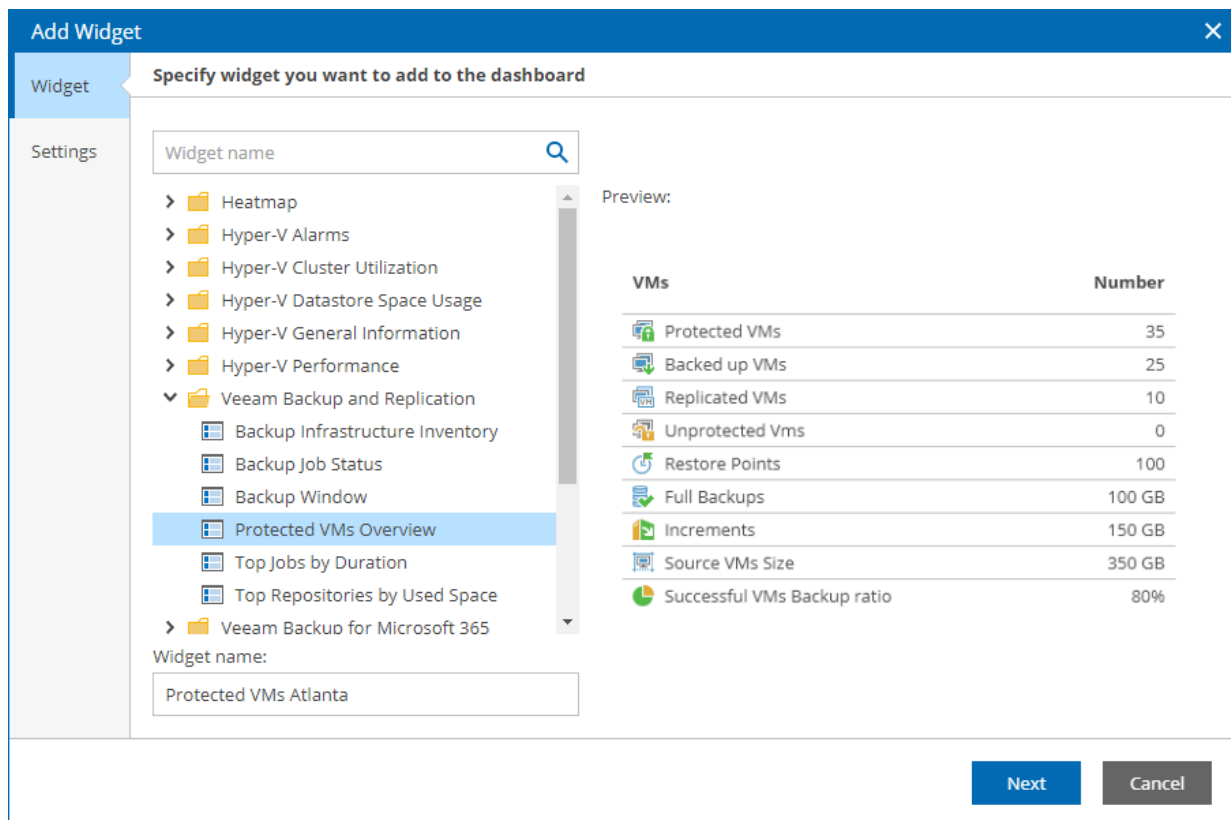 Add Widget
Widget
Settings
Specify widget you want to add to the dashboard
Widget name
Heatmap
Hyper-V Alarms
Hyper-V Cluster Utilization
Hyper-V Datastore Space Usage
Hyper-V General Information
Hyper-V Performance
Veeam Backup and Replication
Backup Infrastructure Inventory
Backup Job Status
Backup Window
Protected VMs Overview
Top Jobs by Duration
Top Repositories by Used Space
Veeam Backup for Microsoft 365
Widget name:
Protected VMs Atlanta
Preview:
VMs Number
Protected VMs 35
Backed up VMs 25
Replicated VMs 10
Unprotected Vms 0
Restore Points 100
Full Backups 100 GB
Increments 150 GB
Source VMs Size 350 GB
Successful VMs Backup ratio 80%
Next Cancel